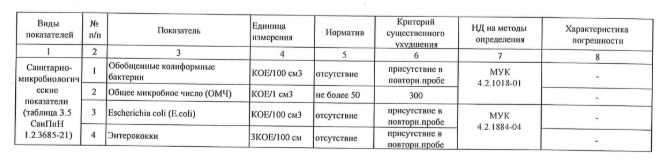 Виды показателей № п/п Показатель Единица измерения Норматив Критерий существенного ухудшения НД на методы определения Характеристика погрешности
1 2 3 4 5 6 7 8
Санитарно-микробиологические показатели (таблица 3.5 СанПиН 1.2.3685-21)
1 Обобщенные колиформные бактерии КОЕ/100 см3 отсутствие присутствие в повторн.пробе МУК 4.2.1018-01 -
2 Общее микробное число (ОМЧ) КОЕ/1 см3 не более 50 300 -
3 Escherichia coli (E.coli) КОЕ/100 см3 отсутствие присутствие в повторн.пробе МУК 4.2.1884-04 -
4 Энтерококки ЗКОЕ/100 см отсутствие присутствие в повторн.пробе -